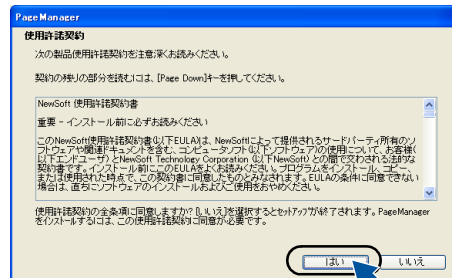 PageManager
使用許諾契約
次の製品使用許諾契約を注意深くお読みください。
契約の残りの部分を読むには、[Page Down]キーを押してください。
NewSoft 使用許諾契約書
重要 - インストール前に必ずお読みください
このNewSoft使用許諾契約書(以下EULA)は、NewSoftによって提供されるサードパーティ所有のソ
フトウェアや関連ドキュメントを含む、コンピュータソフト(以下ソフトウェア)の使用について、お客様(
以下エンドユーザ)とNewSoft Technology Corporation (以下NewSoft) との間で交わされる法的な
契約書です。インストール前にこのEULAをよくお読みください。プログラムをインストール、コピー、
または使用された時点で、この契約書に同意したものとみなされます。EULAの条件に同意できない
場合は、直ちにソフトウェアのインストールおよびご使用をおやめください。
使用許諾契約の全条項に同意しますか? [いいえ]を選択するとセットアップが終了されます。PageManager
をインストールするには、この使用許諾契約に同意が必要です。
はい
いいえ